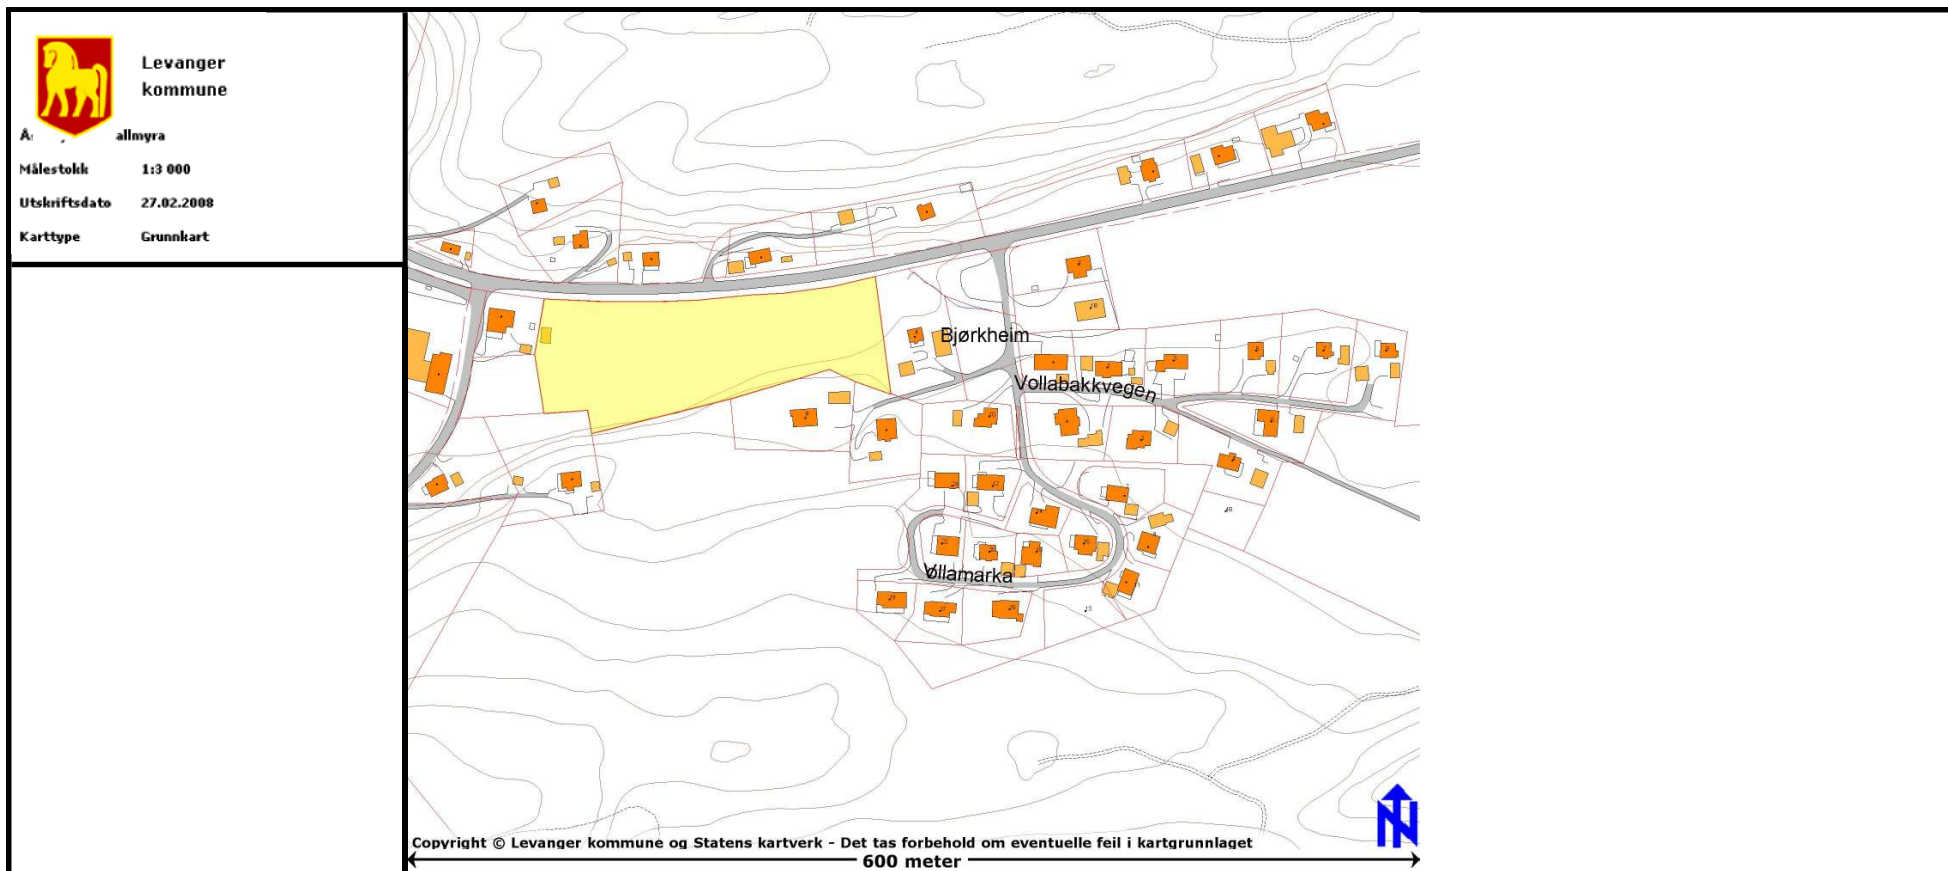 Levanger
kommune
allmyra
Målestokk 1:3 000
Utskriftsdato 27.02.2008
Karttype Grunnkart
Bjørkheim
Vollabakkvegen
Vollamarka
Copyright © Levanger kommune og Statens kartverk - Det tas forbehold om eventuelle feil i kartgrunnlaget
600 meter